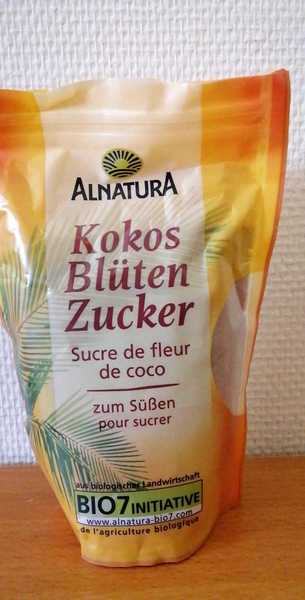 ALNATURA
Kokos
Blüten
Zucker
Sucre de fleur
de coco
zum Süßen
pour sucrer
aus biologischer Landwirtschaft
BIO7 INITIATIVE
www.alnatura-bio7.com
de l'agriculture biologique